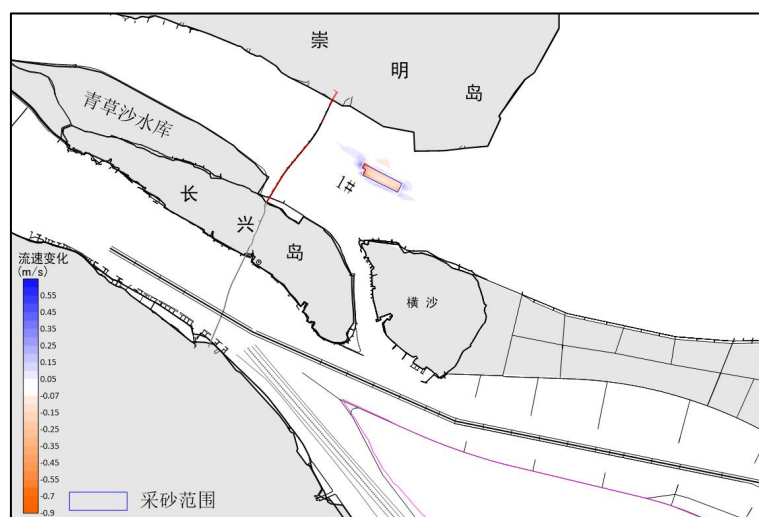 崇
明
岛
青草沙水库
1#
长
兴
岛
横沙
流速变化
(m/s)
0.55
0.45
0.35
0.25
0.15
0.05
-0.07
-0.15
-0.25
-0.35
-0.45
-0.55
-0.7
-0.9
采砂范围